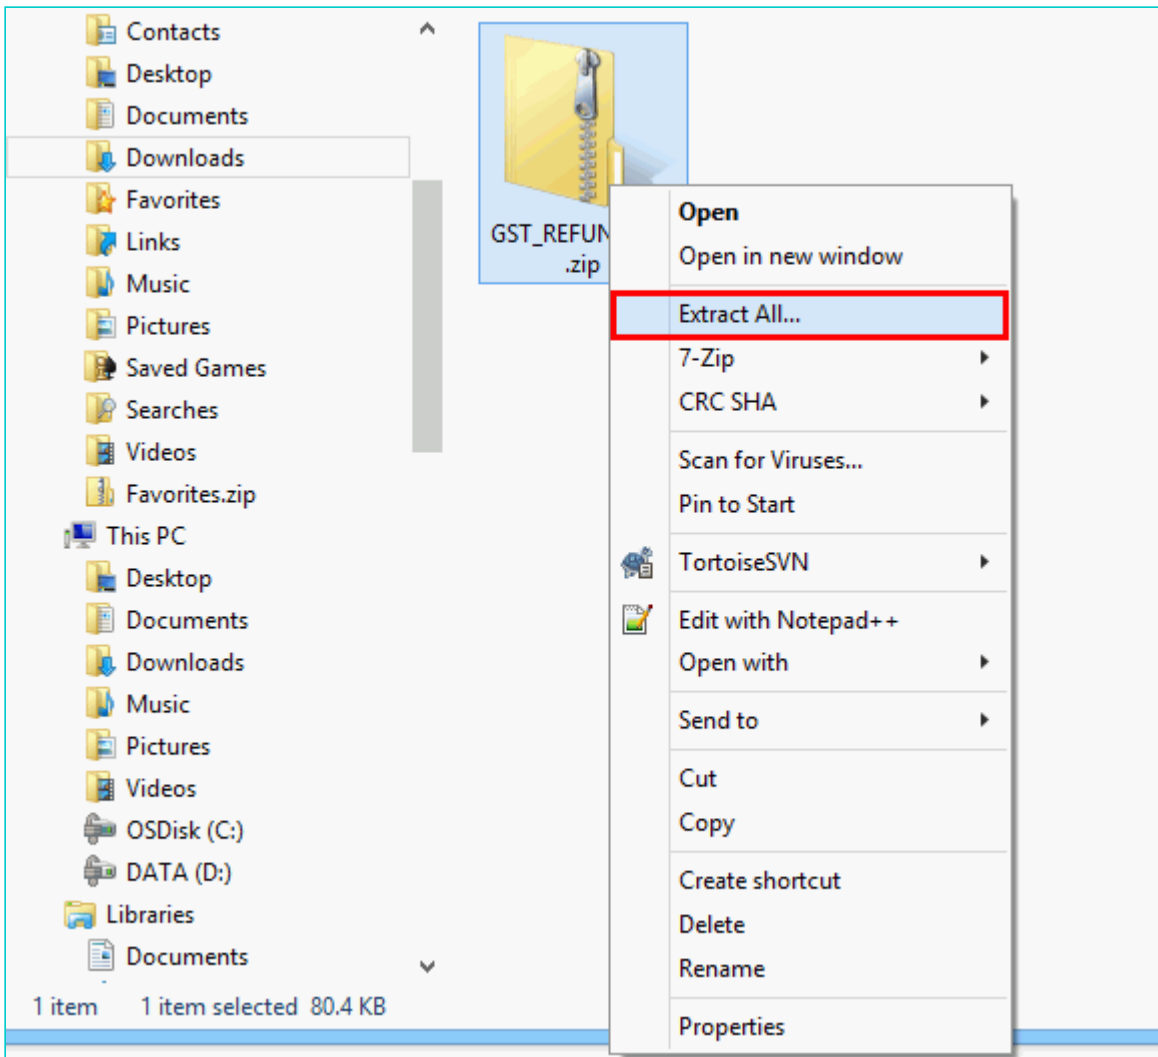 Contacts
Desktop
Documents
Downloads
Favorites
Links
Music
Pictures
Saved Games
Searches
Videos
Favorites.zip
This PC
Desktop
Documents
Downloads
Music
Pictures
Videos
OSDisk (C:)
DATA (D:)
Libraries
Documents
1 item 1 item selected 80.4 KB
GST_REFUN
.zip
Open
Open in new window
Extract All...
7-Zip
CRC SHA
Scan for Viruses...
Pin to Start
TortoiseSVN
Edit with Notepad++
Open with
Send to
Cut
Copy
Create shortcut
Delete
Rename
Properties